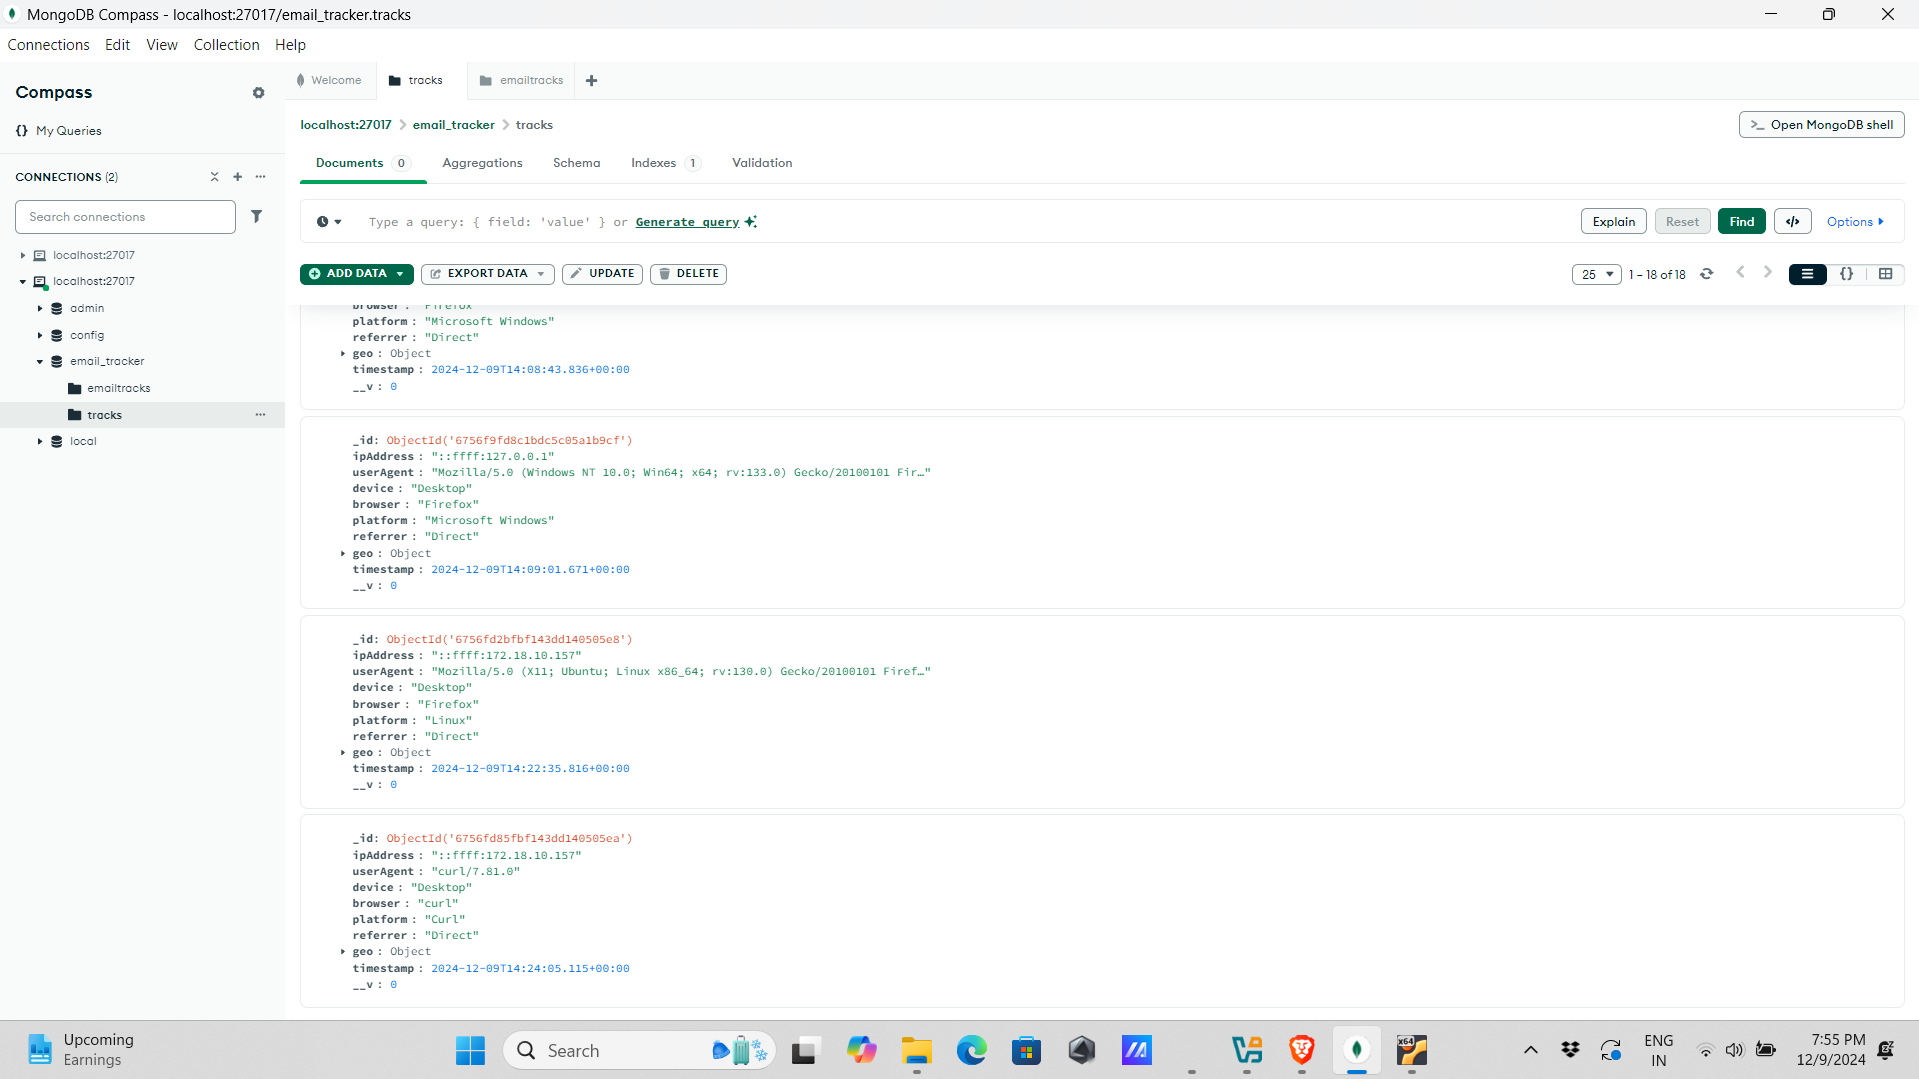 MongoDB Compass - localhost:27017/email_tracker.tracks
Connections Edit View Collection Help
Compass
{} My Queries
CONNECTIONS (2)
Search connections
localhost:27017
localhost:27017
admin
config
email_tracker
emailtracks
tracks
local
Welcome
tracks
emailtracks
localhost:27017 > email_tracker > tracks
>_ Open MongoDB shell
Documents 0 Aggregations Schema Indexes 1 Validation
Type a query: { field: 'value' } or Generate query
Explain Reset Find </> Options
ADD DATA EXPORT DATA UPDATE DELETE
25 1 – 18 of 18 {}
browser : "Firefox"
platform : "Microsoft Windows"
referrer : "Direct"
geo : Object
timestamp : 2024-12-09T14:08:43.836+00:00
__v : 0
_id: ObjectId('6756f9fd8c1bdc5c05a1b9cf')
ipAddress : "::ffff:127.0.0.1"
userAgent : "Mozilla/5.0 (Windows NT 10.0; Win64; x64; rv:133.0) Gecko/20100101 Fir…"
device : "Desktop"
browser : "Firefox"
platform : "Microsoft Windows"
referrer : "Direct"
geo : Object
timestamp : 2024-12-09T14:09:01.671+00:00
__v : 0
_id: ObjectId('6756fd2bfbf143dd140505e8')
ipAddress : "::ffff:172.18.10.157"
userAgent : "Mozilla/5.0 (X11; Ubuntu; Linux x86_64; rv:130.0) Gecko/20100101 Firef…"
device : "Desktop"
browser : "Firefox"
platform : "Linux"
referrer : "Direct"
geo : Object
timestamp : 2024-12-09T14:22:35.816+00:00
__v : 0
_id: ObjectId('6756fd85fbf143dd140505ea')
ipAddress : "::ffff:172.18.10.157"
userAgent : "curl/7.81.0"
device : "Desktop"
browser : "curl"
platform : "Curl"
referrer : "Direct"
geo : Object
timestamp : 2024-12-09T14:24:05.115+00:00
__v : 0
Upcoming
Earnings
Search
x64
ENG
IN
7:55 PM
12/9/2024